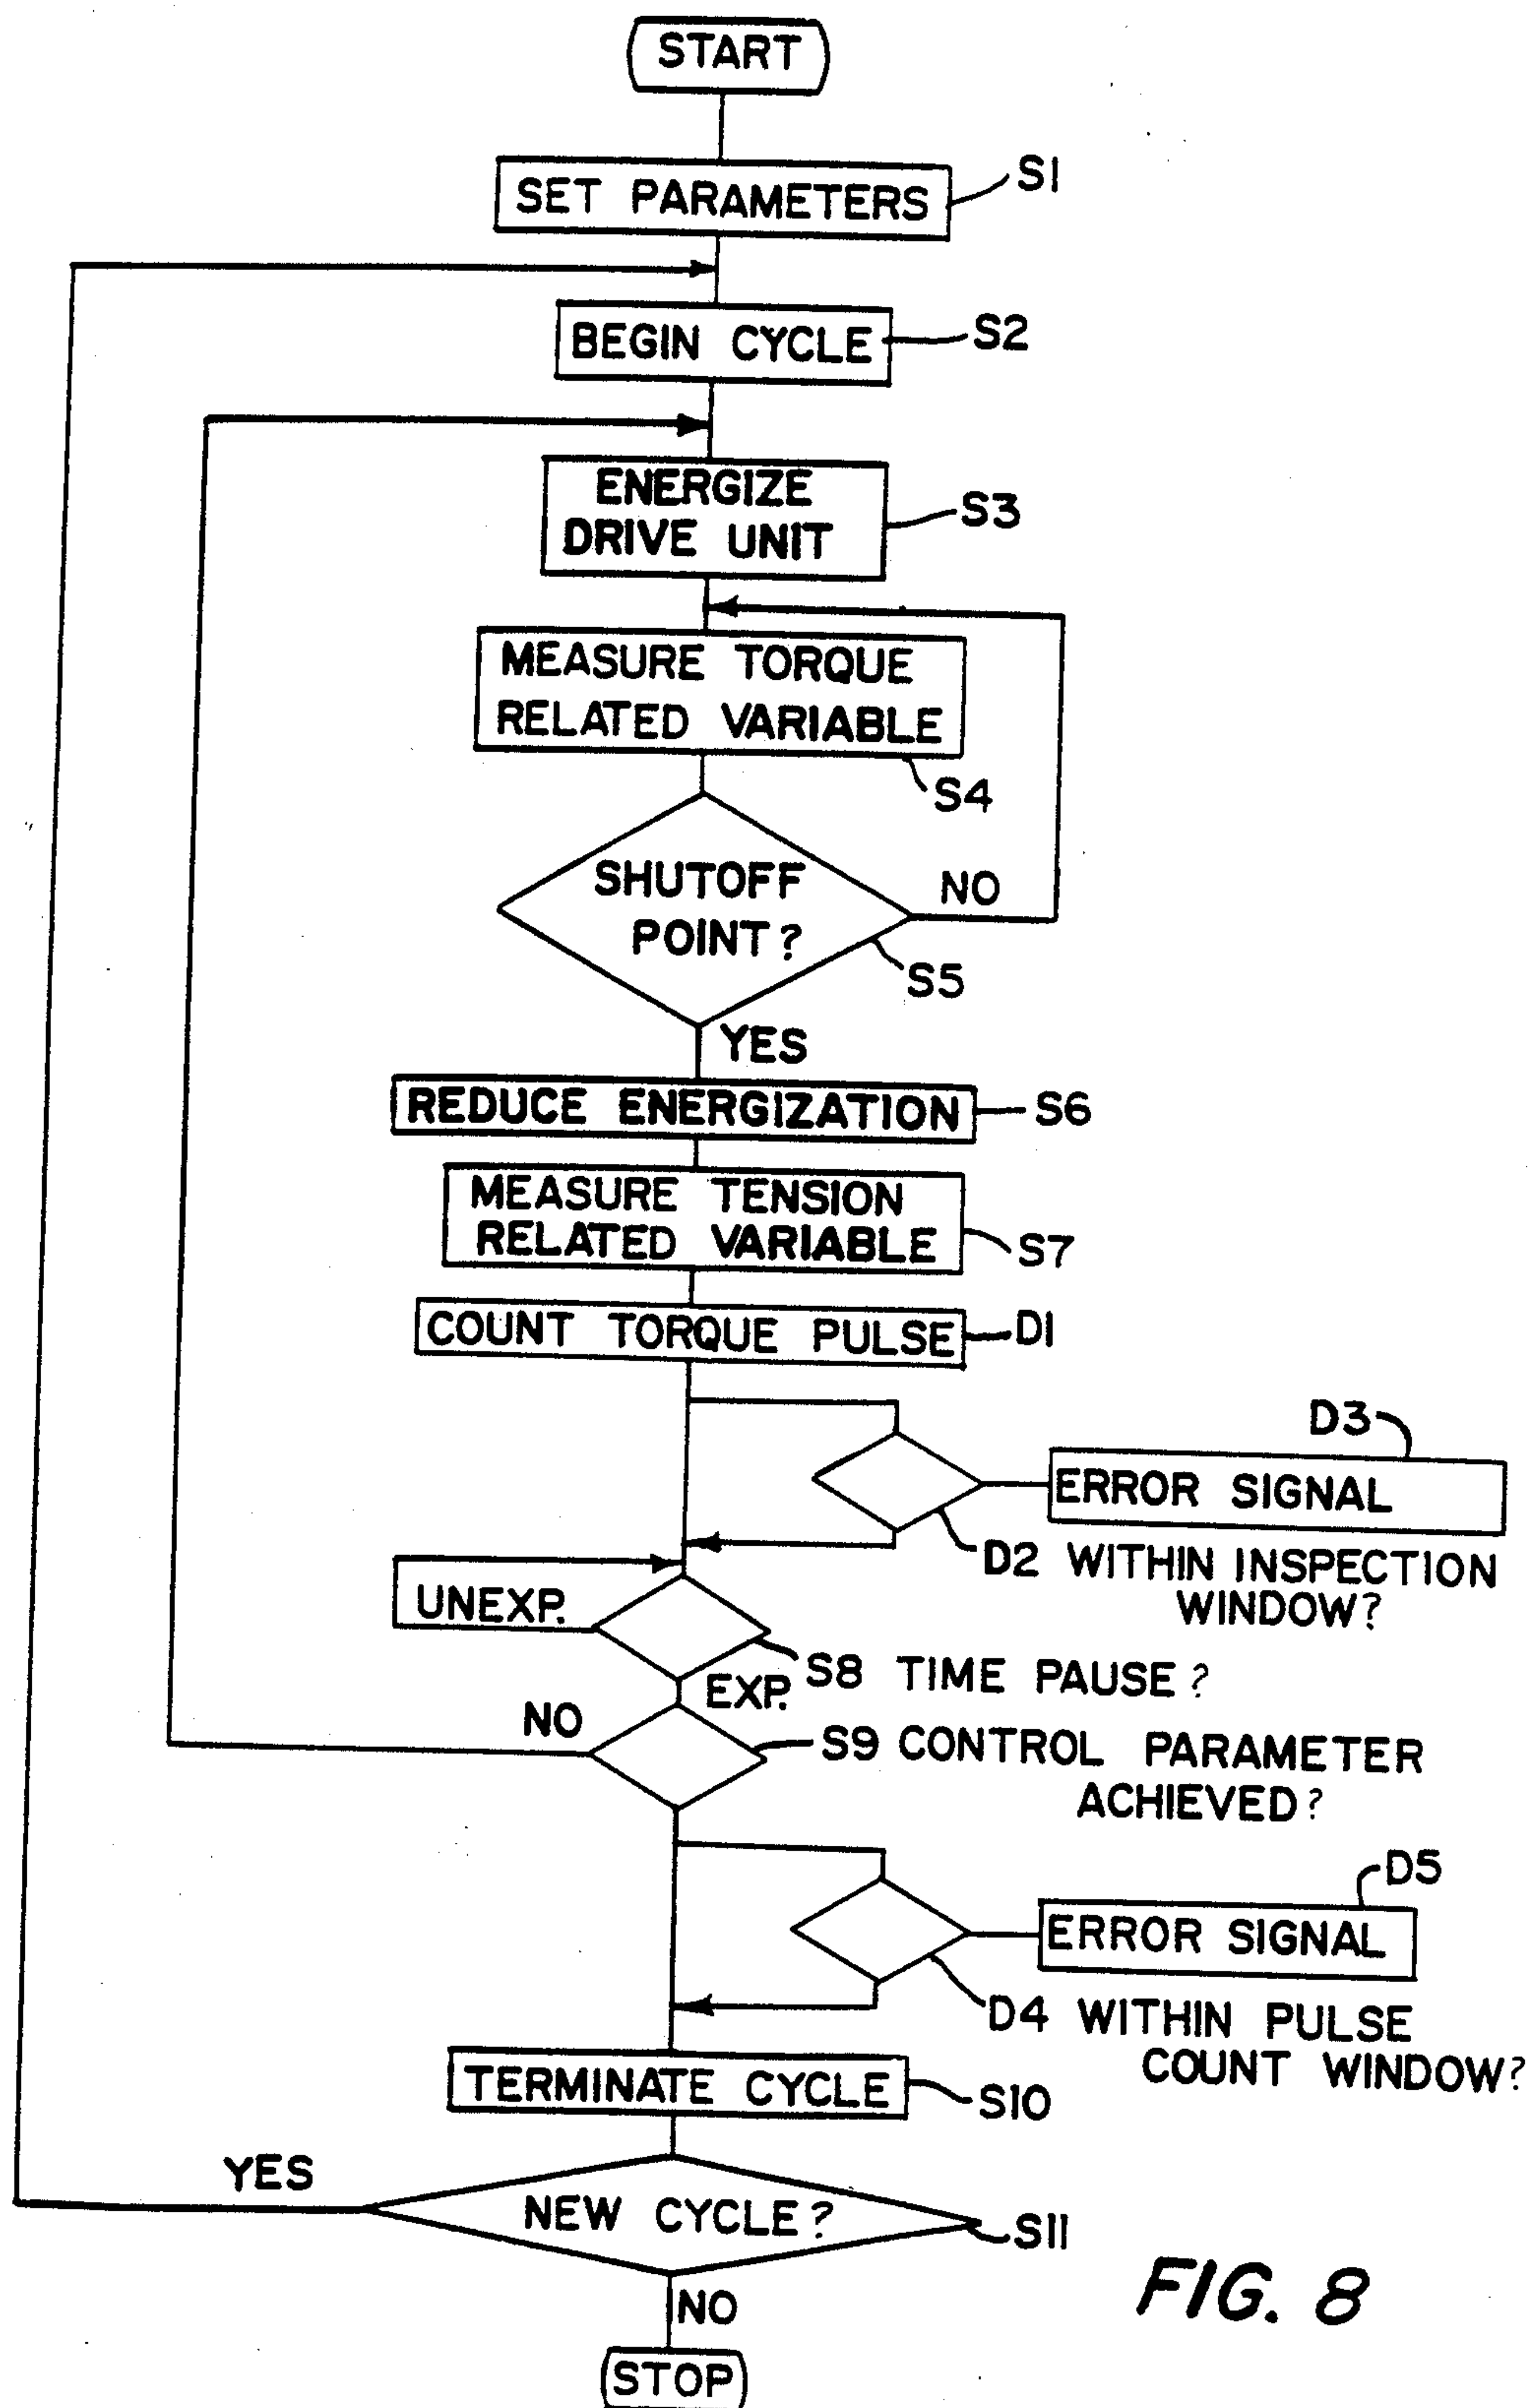 START
SET PARAMETERS
S1
BEGIN CYCLE
S2
ENERGIZE
DRIVE UNIT
S3
MEASURE TORQUE
RELATED VARIABLE
S4
SHUTOFF
POINT?
NO
S5
YES
REDUCE ENERGIZATION
S6
MEASURE TENSION
RELATED VARIABLE
S7
COUNT TORQUE PULSE
D1
D3
ERROR SIGNAL
D2 WITHIN INSPECTION
WINDOW?
UNEXP.
S8 TIME PAUSE?
EXP.
NO
S9 CONTROL PARAMETER
ACHIEVED?
D5
ERROR SIGNAL
D4 WITHIN PULSE
COUNT WINDOW?
TERMINATE CYCLE
S10
YES
NEW CYCLE?
S11
NO
STOP
FIG. 8